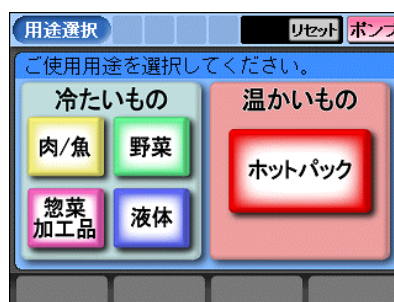 用途選択
リセット
ポンプ
ご使用用途を選択してください。
冷たいもの
温かいもの
肉/魚
野菜
ホットパック
惣菜
加工品
液体